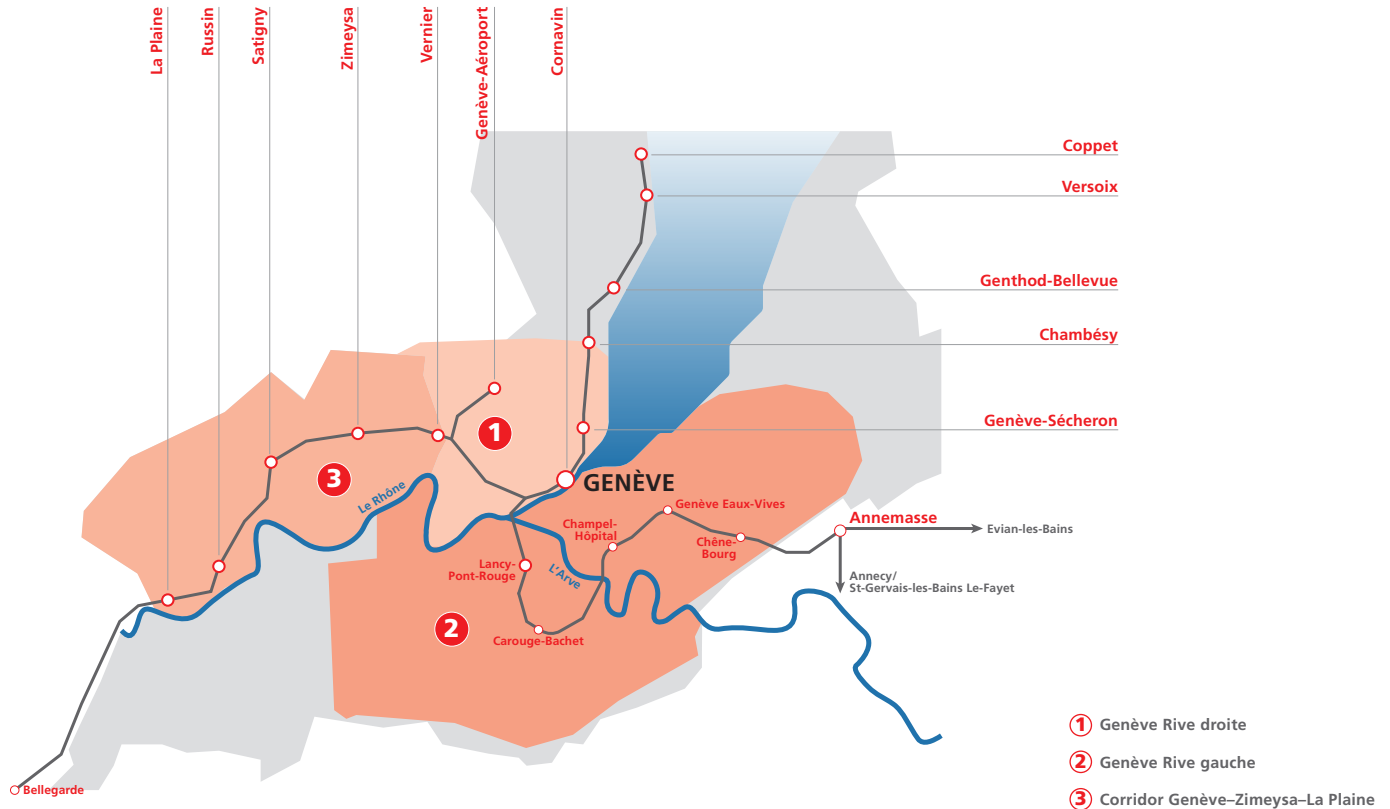 La Plaine
Russin
Satigny
Zimeysa
Vernier
Genève-Aéroport
Cornavin
Coppet
Versoix
Genthod-Bellevue
Chambésy
Genève-Sécheron
1
3
GENÈVE
Le Rhône
Genève Eaux-Vives
Champel-
Hôpital
Annemasse
Evian-les-Bains
Chêne-
Bourg
Lancy-
Pont-Rouge
L'Arve
Annecy/
St-Gervais-les-Bains Le-Fayet
2
Carouge-Bachet
Bellegarde
1 Genève Rive droite
2 Genève Rive gauche
3 Corridor Genève–Zimeysa–La Plaine